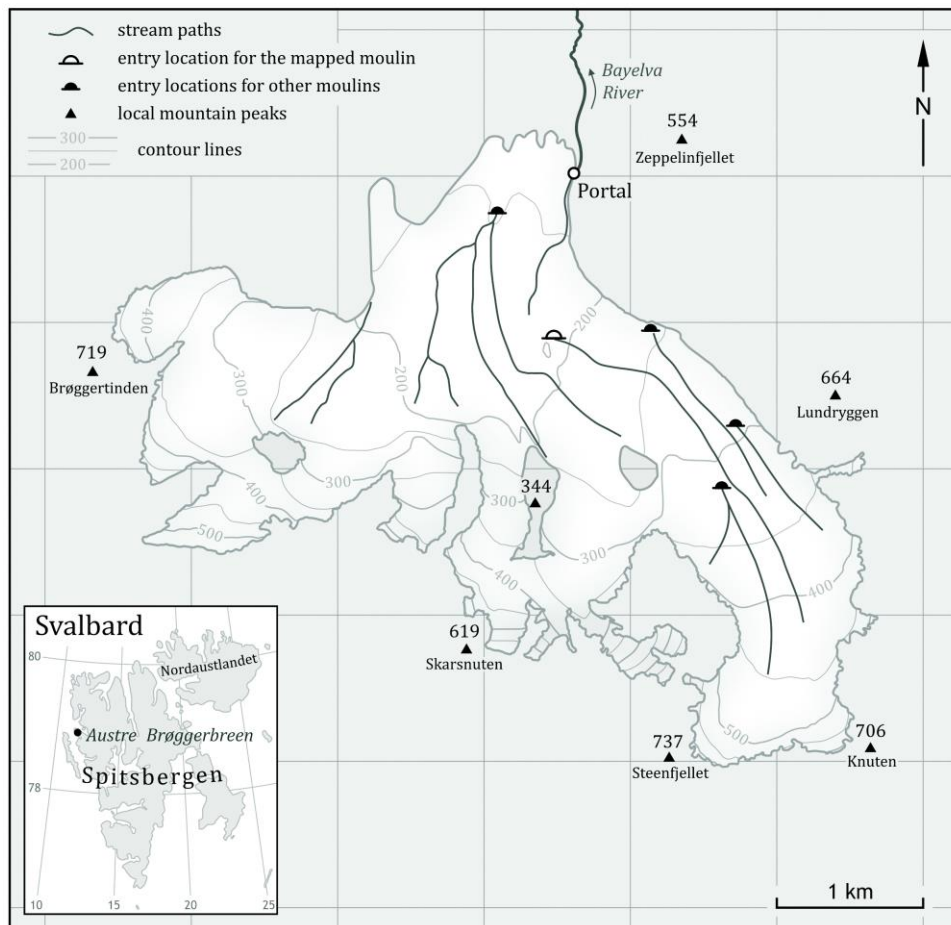 stream paths
entry location for the mapped moulin
entry locations for other moulins
local mountain peaks
300
200
contour lines
Bayelva
River
N
554
Zeppelinfjellet
Portal
400
719
Brøggertinden
300
200
200
664
Lundryggen
300
400
500
300
344
300
400
300
400
619
Skarsnuten
500
737
Steenfjellet
706
Knuten
Svalbard
80
Nordaustlandet
Austre Brøggerbreen
Spitsbergen
78
10
15
20
25
1 km